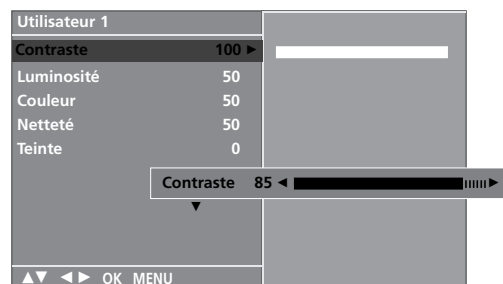 Utilisateur 1
Contraste 100 ►
Luminosité 50
Couleur 50
Netteté 50
Teinte 0
Contraste 85 ◄ ►
▼
▲▼ ◄► OK MENU